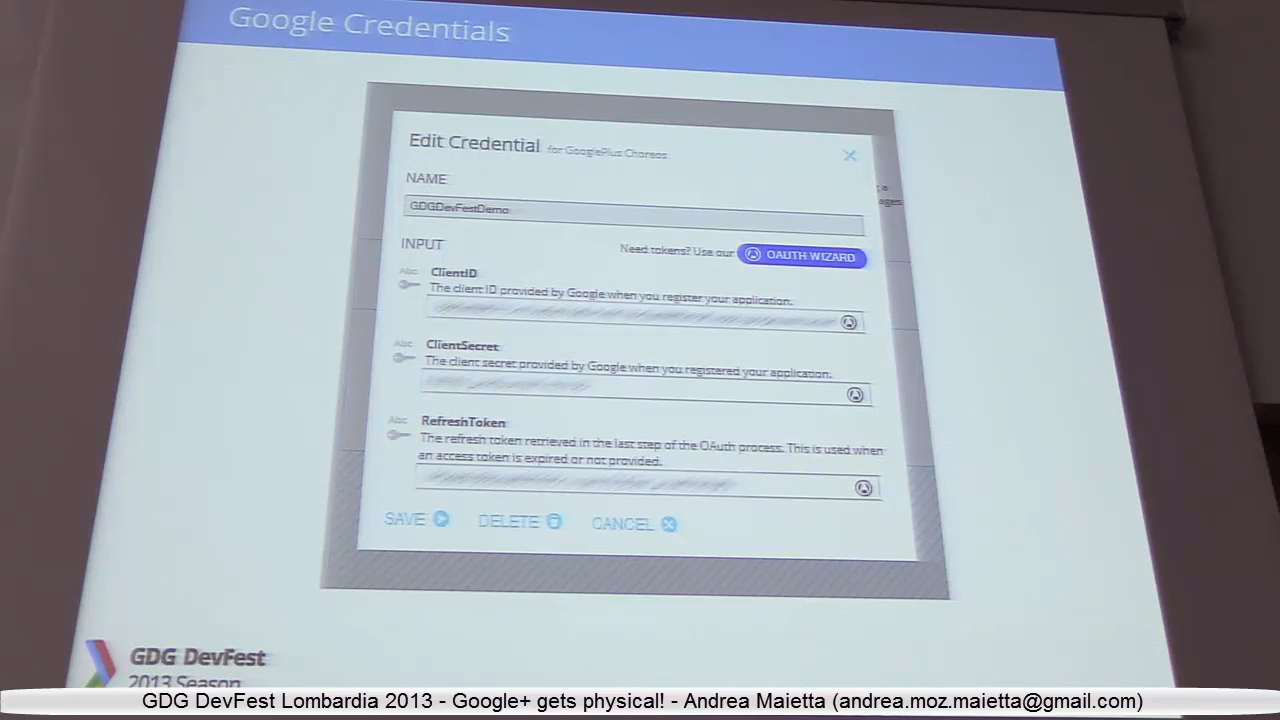 Google Credentials
Edit Credential for GooglePlus Choreos
NAME
GDGDevFestDemo
INPUT
Need tokens? Use our OAUTH WIZARD
Abc ClientID
The client ID provided by Google when you register your application.
Abc ClientSecret
The client secret provided by Google when you registered your application.
Abc RefreshToken
The refresh token retrieved in the last step of the OAuth process. This is used when
an access token is expired or not provided.
SAVE DELETE CANCEL
GDG DevFest
2013 Season
GDG DevFest Lombardia 2013 - Google+ gets physical! - Andrea Maietta (andrea.moz.maietta@gmail.com)